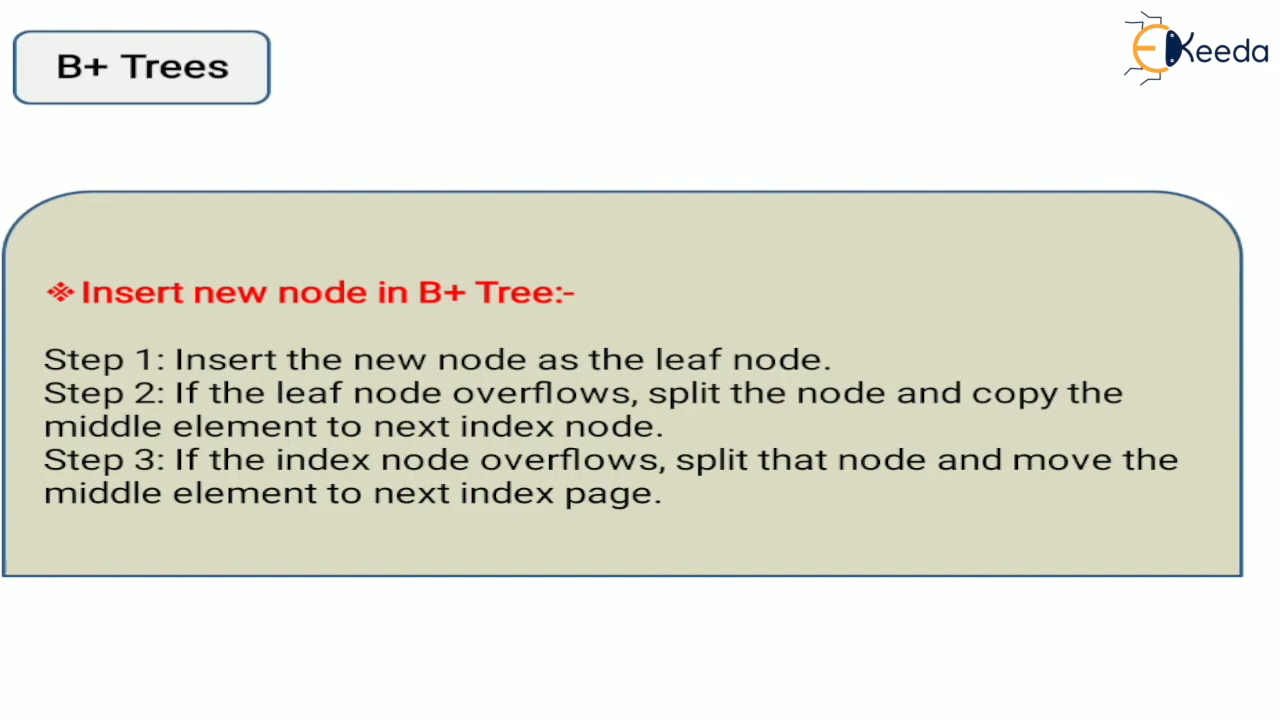 B+ Trees
EKeeda
❖Insert new node in B+ Tree:-
Step 1: Insert the new node as the leaf node.
Step 2: If the leaf node overflows, split the node and copy the
middle element to next index node.
Step 3: If the index node overflows, split that node and move the
middle element to next index page.